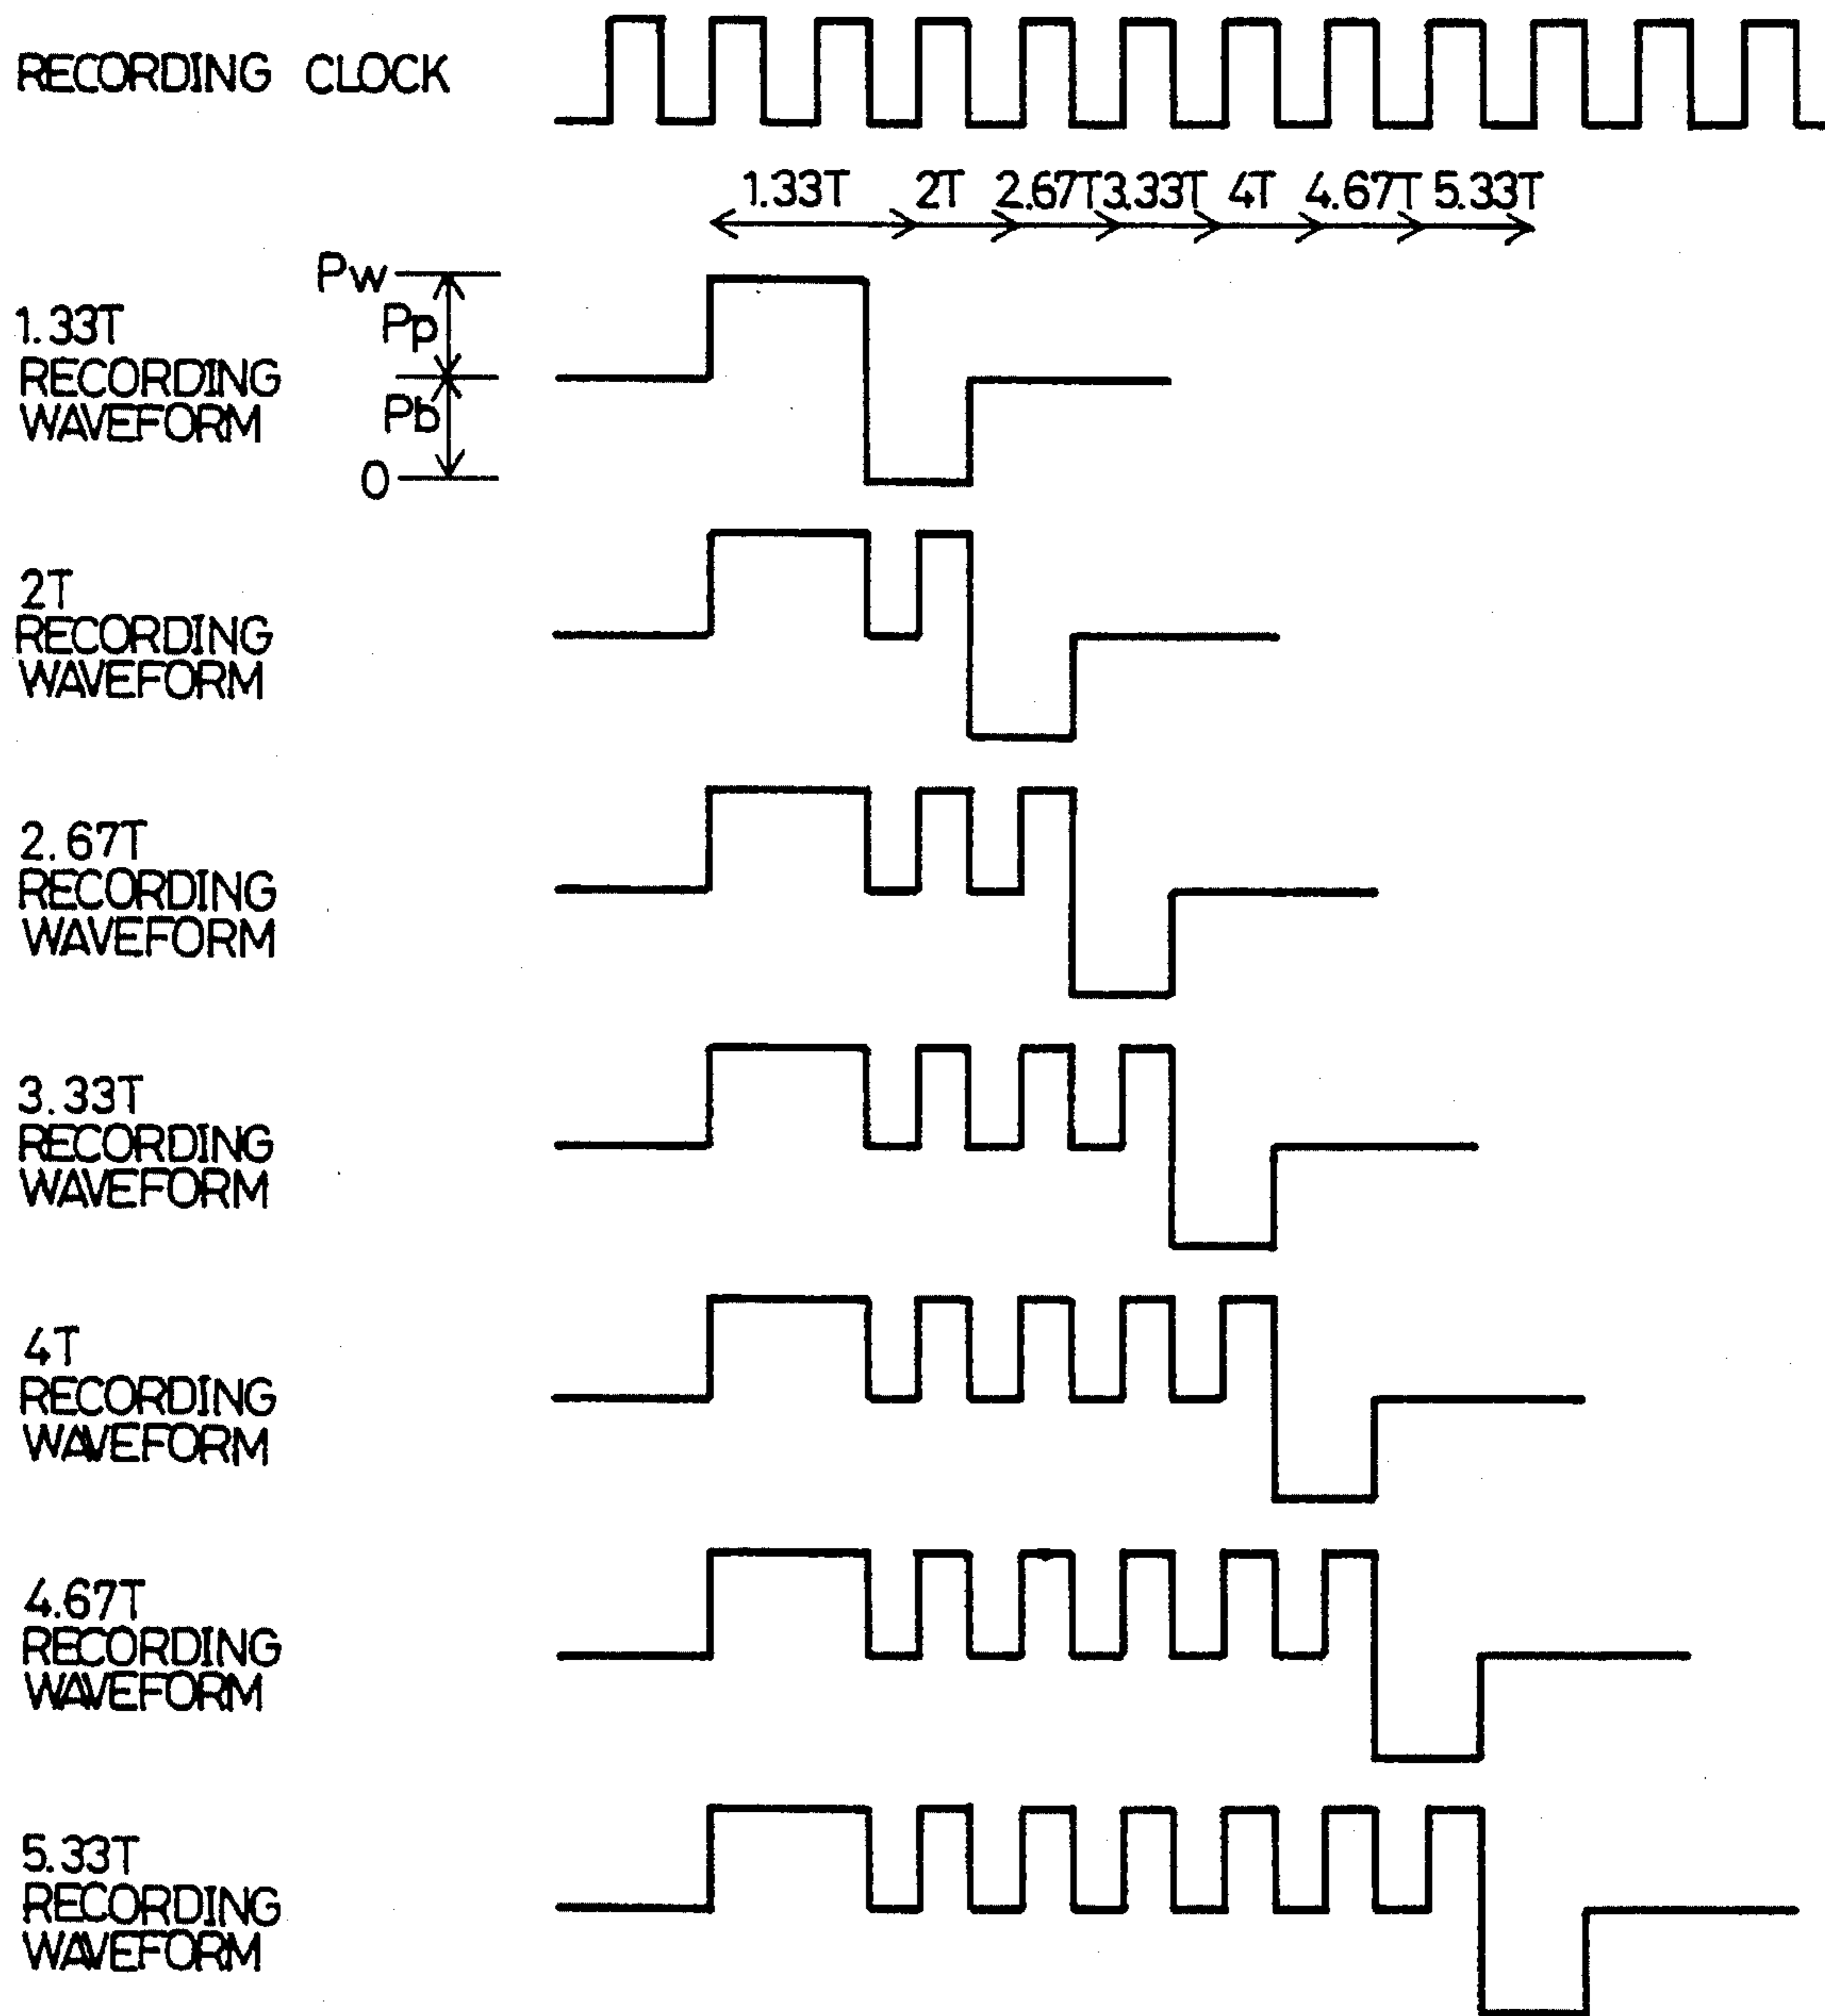 RECORDING CLOCK
1.33T 2T 2.67T 3.33T 4T 4.67T 5.33T
Pw
Pp
Pb
0
1.33T
RECORDING
WAVEFORM
2T
RECORDING
WAVEFORM
2.67T
RECORDING
WAVEFORM
3.33T
RECORDING
WAVEFORM
4T
RECORDING
WAVEFORM
4.67T
RECORDING
WAVEFORM
5.33T
RECORDING
WAVEFORM